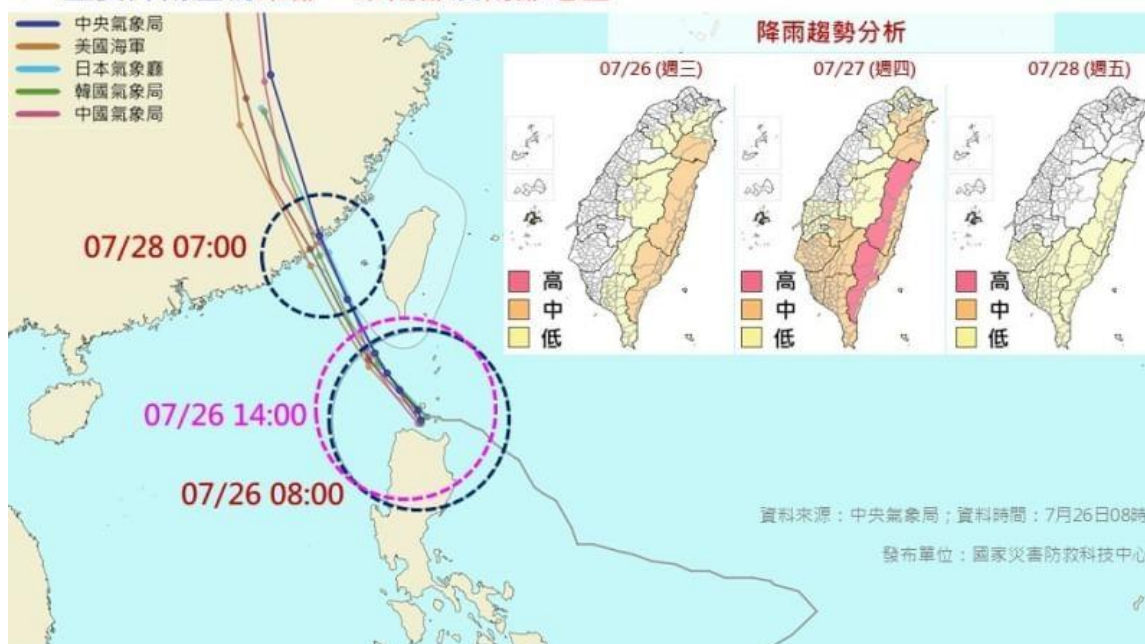 中央氣象局
美國海軍
日本氣象廳
韓國氣象局
中國氣象局
降雨趨勢分析
07/26 (週三)
07/27 (週四)
07/28 (週五)
高
中
低
高
中
低
高
中
低
07/28 07:00
07/26 14:00
07/26 08:00
資料來源：中央氣象局；資料時間：7月26日08時
發布單位：國家災害防救科技中心